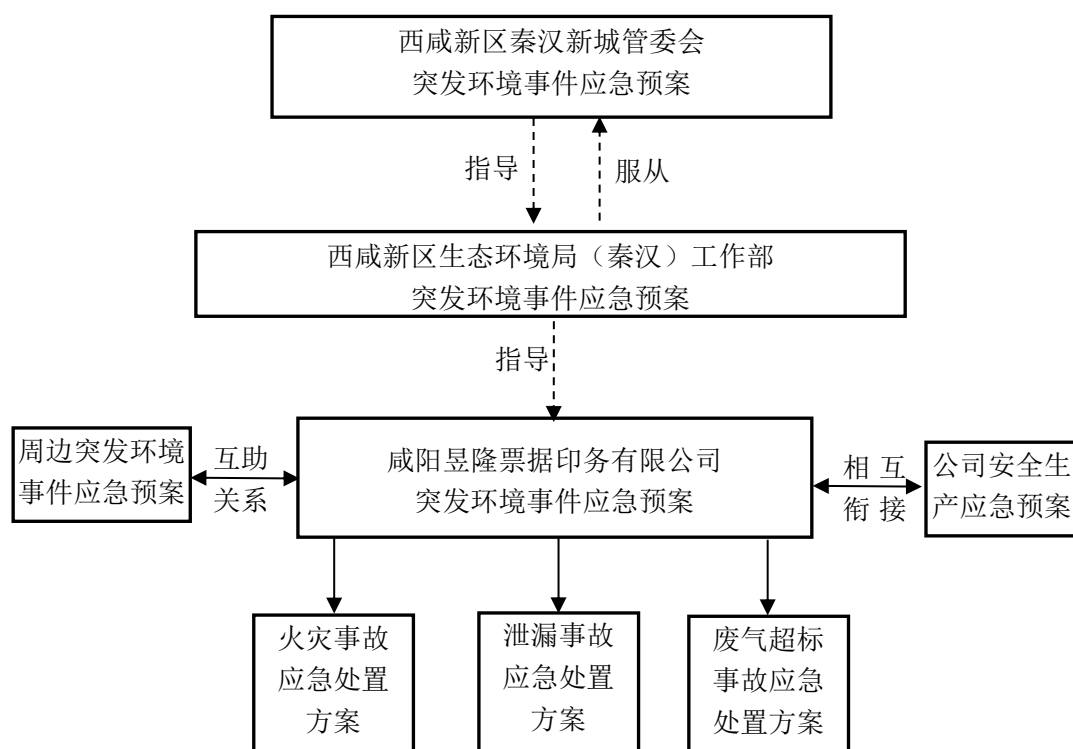 西咸新区秦汉新城管委会
突发环境事件应急预案
指导
服从
西咸新区生态环境局（秦汉）工作部
突发环境事件应急预案
指导
周边突发环境
事件应急预案
互助
关系
咸阳昱隆票据印务有限公司
突发环境事件应急预案
相 互
衔 接
公司安全生
产应急预案
火灾事故
应急处置
方案
泄漏事故
应急处置
方案
废气超标
事故应急
处置方案